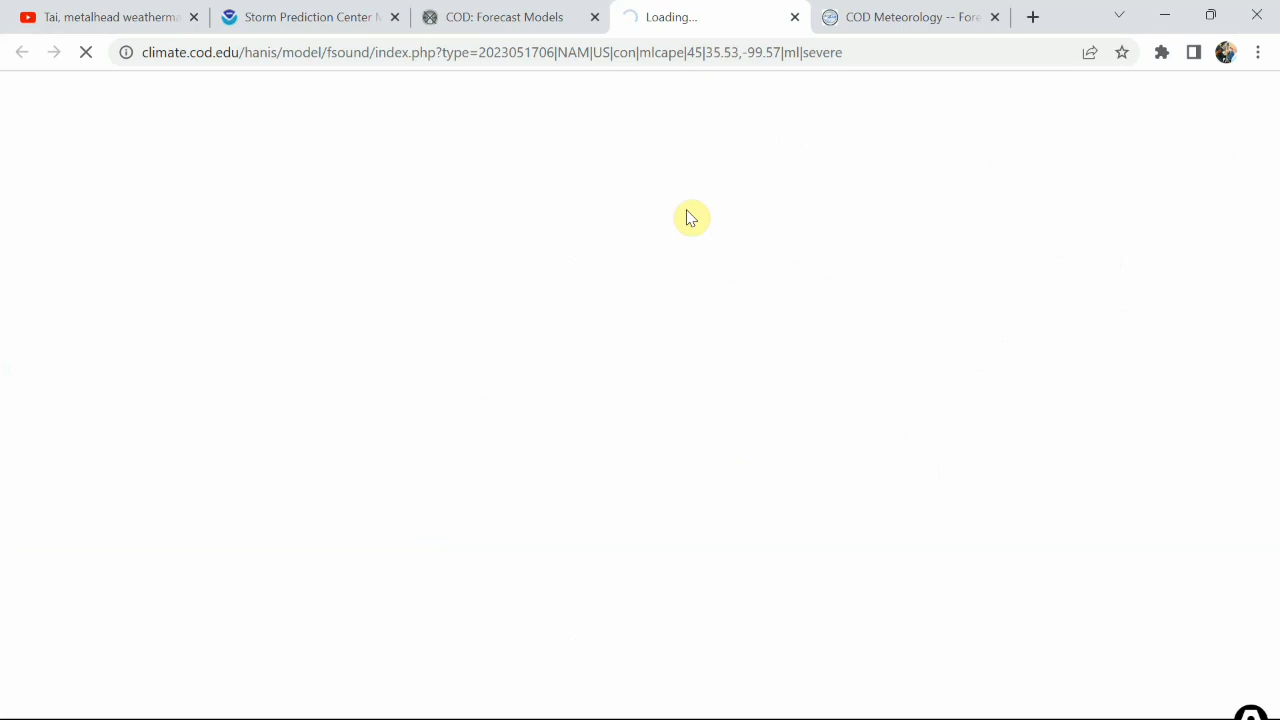 Tai, metalhead weatherma
Storm Prediction Center M
COD: Forecast Models
Loading...
COD Meteorology -- Fore
climate.cod.edu/hanis/model/fsound/index.php?type=2023051706|NAM|US|con|mlcape|45|35.53,-99.57|ml|severe